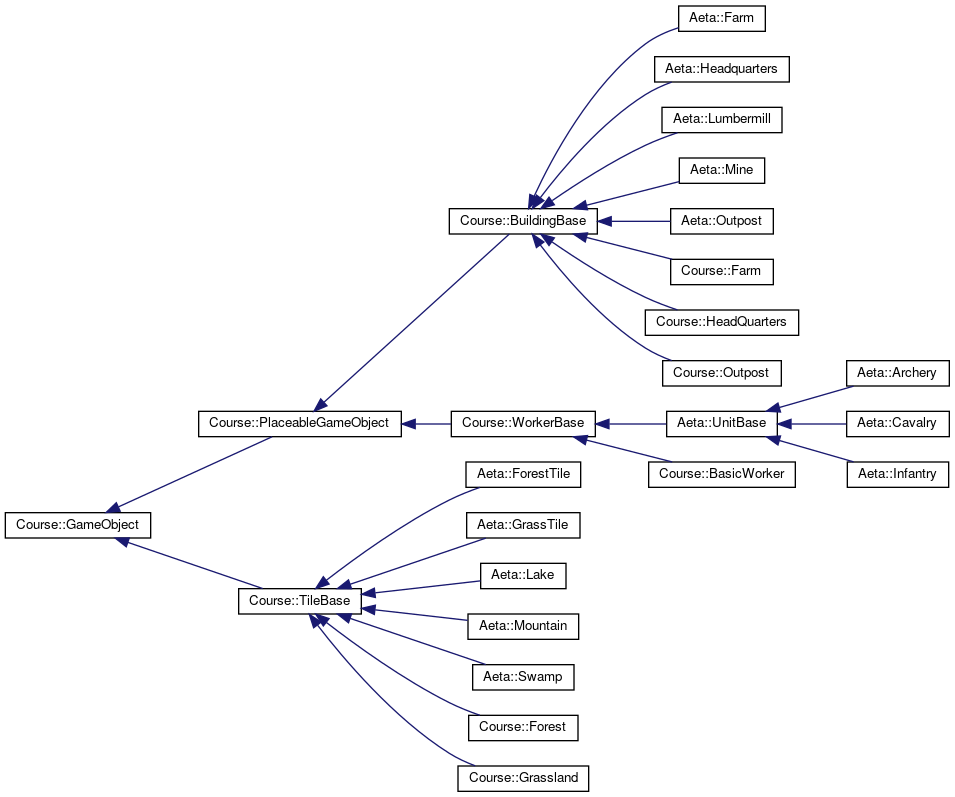 Aeta::Farm
Aeta::Headquarters
Aeta::Lumbermill
Aeta::Mine
Course::BuildingBase
Aeta::Outpost
Course::Farm
Course::HeadQuarters
Course::Outpost
Aeta::Archery
Course::PlaceableGameObject
Course::WorkerBase
Aeta::UnitBase
Aeta::Cavalry
Aeta::ForestTile
Course::BasicWorker
Aeta::Infantry
Course::GameObject
Aeta::GrassTile
Aeta::Lake
Course::TileBase
Aeta::Mountain
Aeta::Swamp
Course::Forest
Course::Grassland